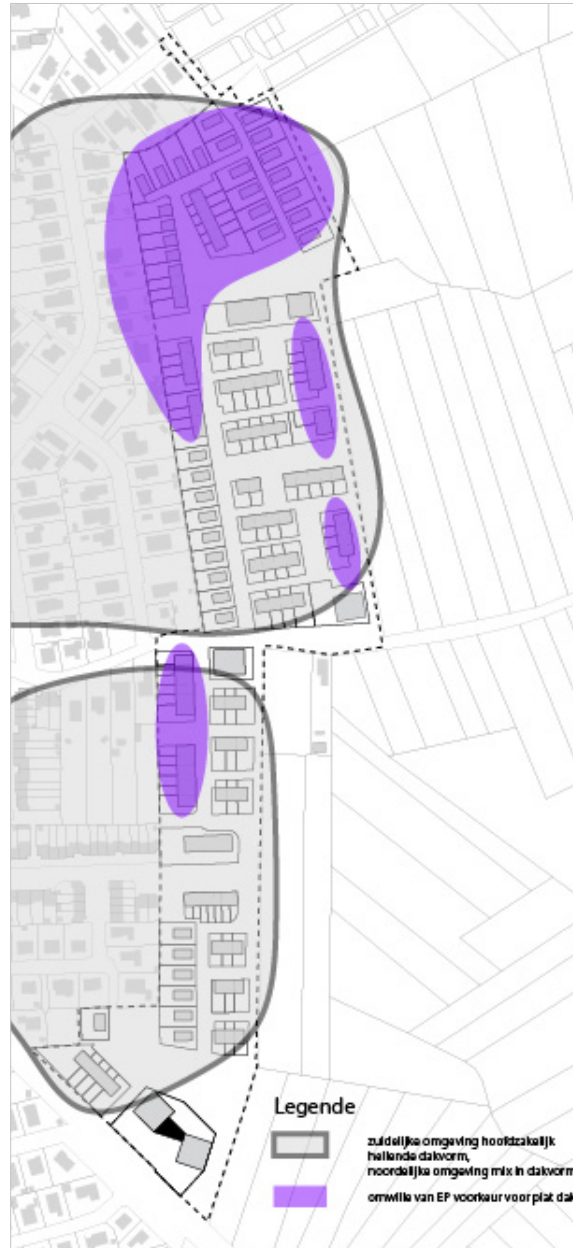 Legende
zuidelijke omgeving hoofdzakelijk
hellende dakvorm,
noordelijke omgeving mix in dakvorm
omwille van EP voorkeur voor plat dak